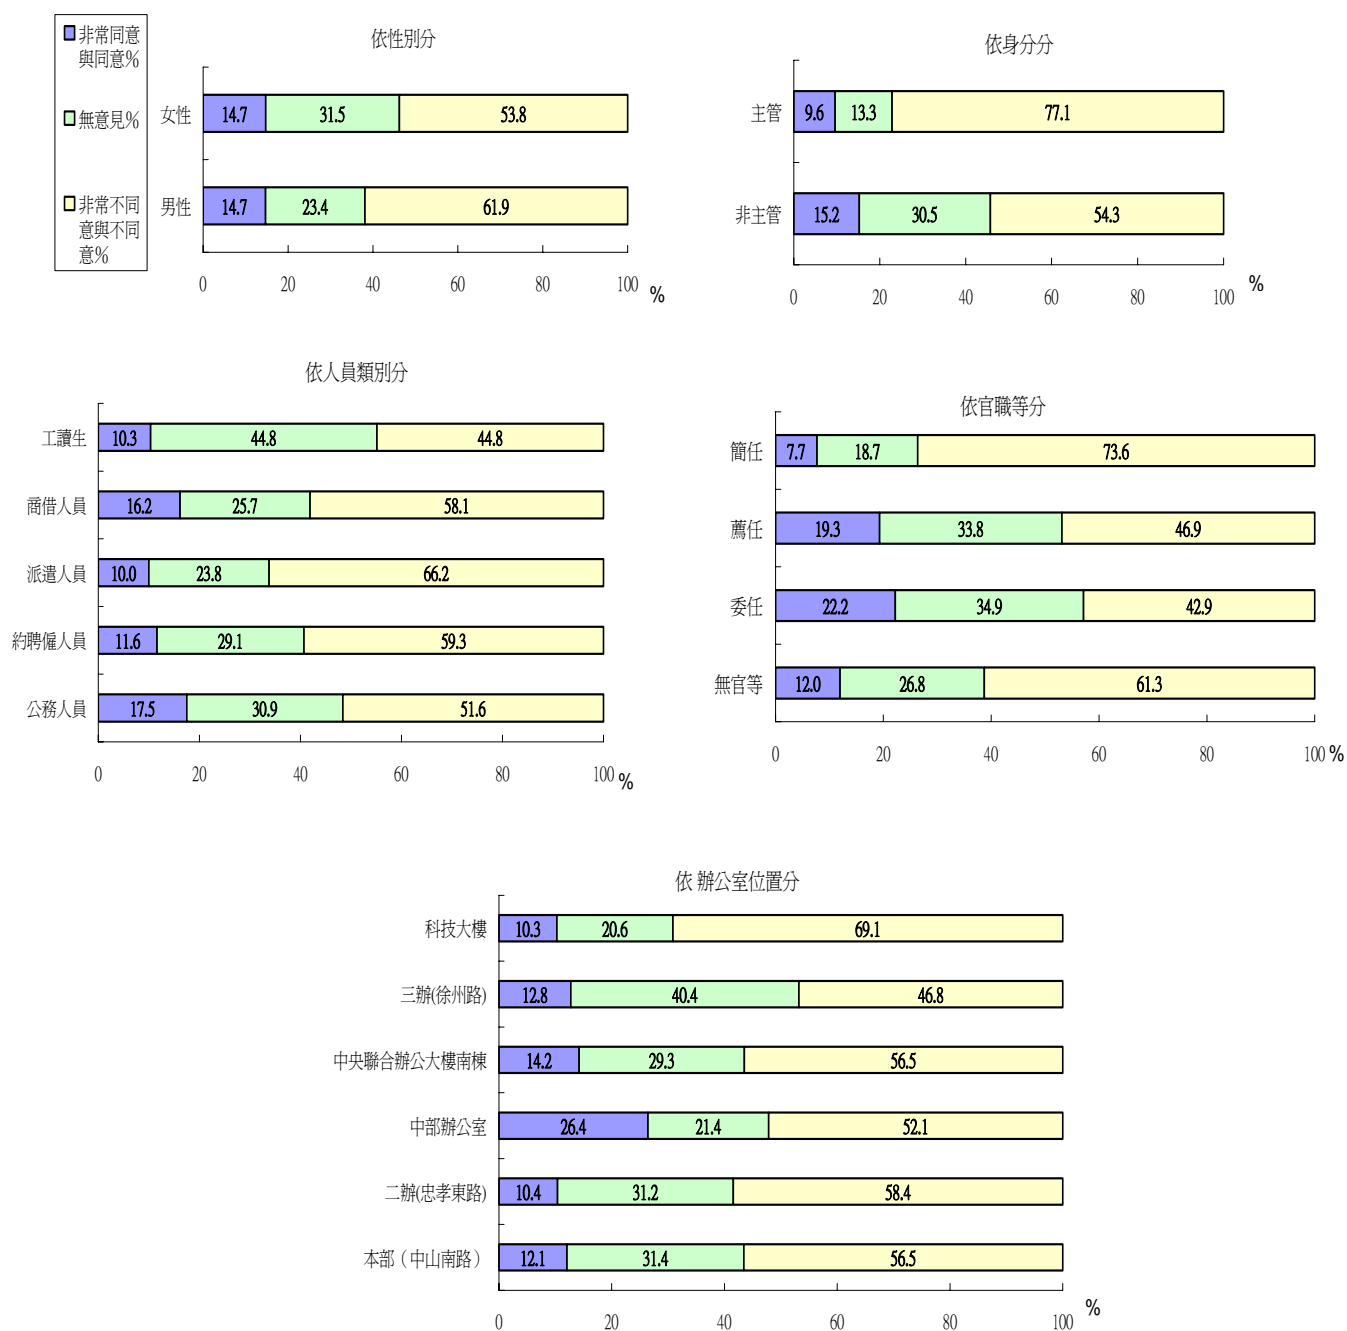 非常同意
與同意%
無意見%
非常不同
意與不同
意%
依性別分
女性
14.7
31.5
53.8
男性
14.7
23.4
61.9
0 20 40 60 80 100 %
依身分分
主管
9.6
13.3
77.1
非主管
15.2
30.5
54.3
0 20 40 60 80 100 %
依人員類別分
工讀生
10.3
44.8
44.8
商借人員
16.2
25.7
58.1
派遣人員
10.0
23.8
66.2
約聘僱人員
11.6
29.1
59.3
公務人員
17.5
30.9
51.6
0 20 40 60 80 100 %
依官職等分
簡任
7.7
18.7
73.6
薦任
19.3
33.8
46.9
委任
22.2
34.9
42.9
無官等
12.0
26.8
61.3
0 20 40 60 80 100 %
依 辦公室位置分
科技大樓
10.3
20.6
69.1
三辦(徐州路)
12.8
40.4
46.8
中央聯合辦公大樓南棟
14.2
29.3
56.5
中部辦公室
26.4
21.4
52.1
二辦(忠孝東路)
10.4
31.2
58.4
本部（中山南路）
12.1
31.4
56.5
0 20 40 60 80 100 %